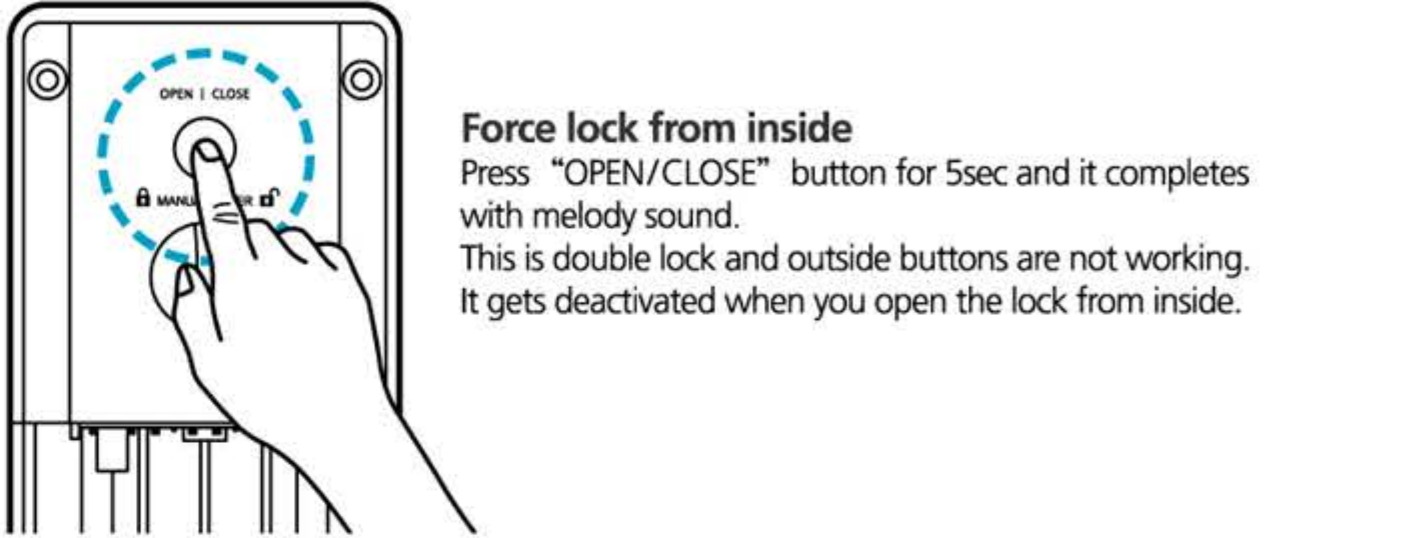 OPEN | CLOSE
MANU ER
Force lock from inside
Press “OPEN/CLOSE” button for 5sec and it completes
with melody sound.
This is double lock and outside buttons are not working.
It gets deactivated when you open the lock from inside.